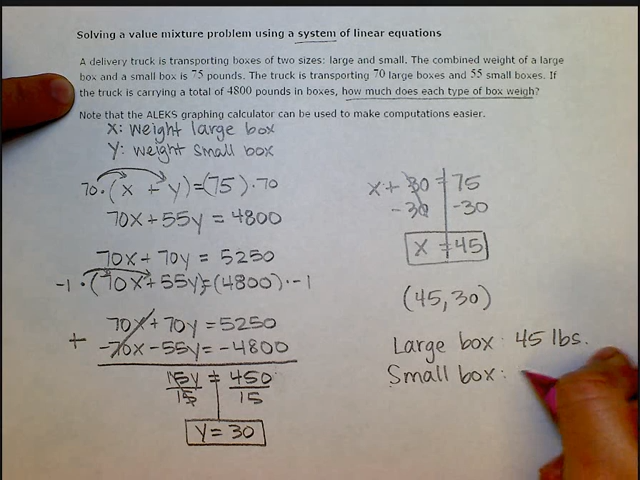 Solving a value mixture problem using a system of linear equations
A delivery truck is transporting boxes of two sizes: large and small. The combined weight of a large
box and a small box is 75 pounds. The truck is transporting 70 large boxes and 55 small boxes. If
the truck is carrying a total of 4800 pounds in boxes, how much does each type of box weigh?
Note that the ALEKS graphing calculator can be used to make computations easier.
X: weight large box
Y: weight small box
70·(x + y)=(75)·70
70x+55y = 4800
70x+70y = 5250
-1·(70x+55y)=(4800)·-1
70x+70y = 5250
+ -70x-55y = -4800
15y = 450
15 15
y = 30
x + 30 = 75
-30 -30
x = 45
(45,30)
Large box: 45 lbs.
Small box: